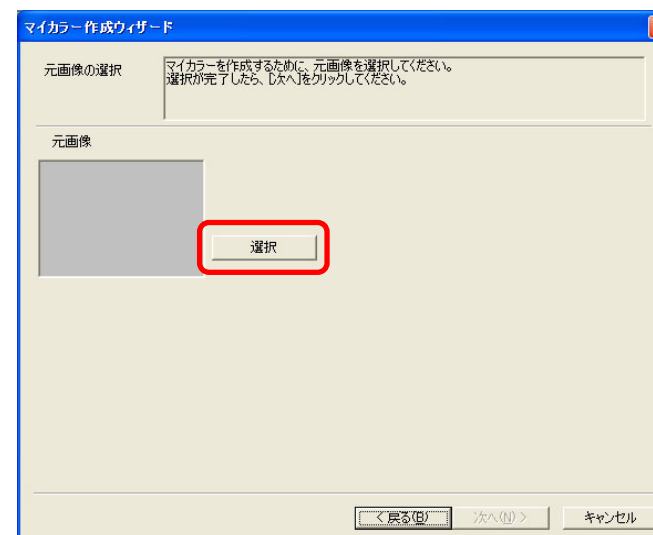 マイカラー作成ウィザード
元画像の選択
マイカラーを作成するために、元画像を選択してください。
選択が完了したら、[次へ]をクリックしてください。
元画像
選択
< 戻る(B)
次へ(N) >
キャンセル